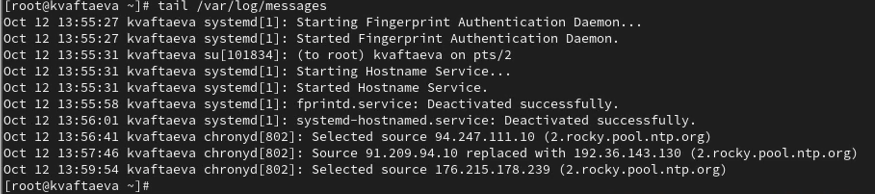 [root@kvaftaeva ~]# tail /var/log/messages
Oct 12 13:55:27 kvaftaeva systemd[1]: Starting Fingerprint Authentication Daemon...
Oct 12 13:55:27 kvaftaeva systemd[1]: Started Fingerprint Authentication Daemon.
Oct 12 13:55:31 kvaftaeva su[101834]: (to root) kvaftaeva on pts/2
Oct 12 13:55:31 kvaftaeva systemd[1]: Starting Hostname Service...
Oct 12 13:55:31 kvaftaeva systemd[1]: Started Hostname Service.
Oct 12 13:55:58 kvaftaeva systemd[1]: fprintd.service: Deactivated successfully.
Oct 12 13:56:01 kvaftaeva systemd[1]: systemd-hostnamed.service: Deactivated successfully.
Oct 12 13:56:41 kvaftaeva chronyd[802]: Selected source 94.247.111.10 (2.rocky.pool.ntp.org)
Oct 12 13:57:46 kvaftaeva chronyd[802]: Source 91.209.94.10 replaced with 192.36.143.130 (2.rocky.pool.ntp.org)
Oct 12 13:59:54 kvaftaeva chronyd[802]: Selected source 176.215.178.239 (2.rocky.pool.ntp.org)
[root@kvaftaeva ~]#